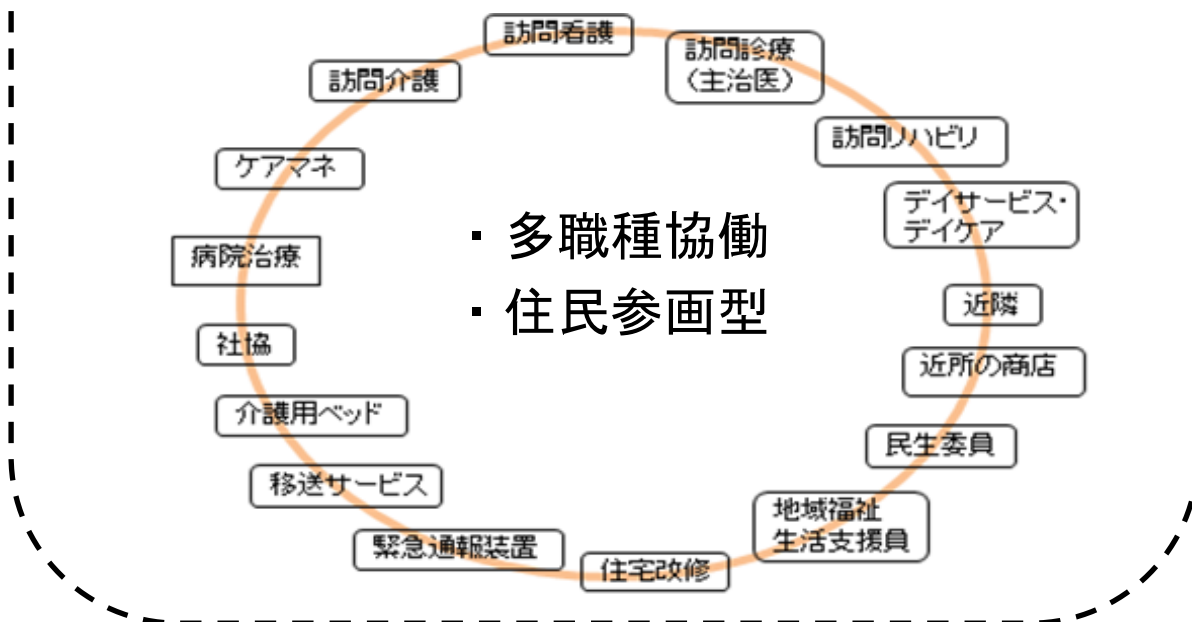 訪問看護
訪問診療
(主治医)
訪問介護
訪問リハビリ
ケアマネ
デイサービス・
デイケア
・多職種協働
病院治療
・住民参画型
近隣
社協
近所の商店
介護用ベッド
民生委員
移送サービス
地域福祉
生活支援員
緊急通報装置
住宅改修